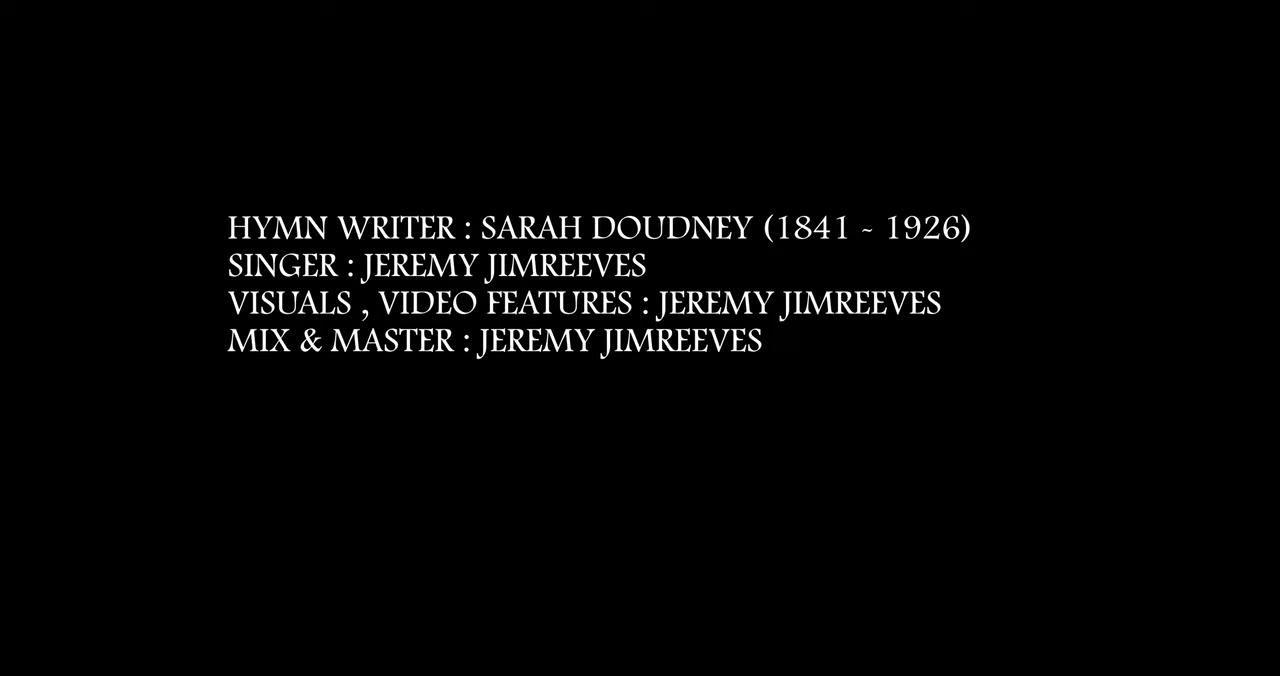 HYMN WRITER : SARAH DOUDNEY (1841 - 1926)
SINGER : JEREMY JIMREEVES
VISUALS , VIDEO FEATURES : JEREMY JIMREEVES
MIX & MASTER : JEREMY JIMREEVES